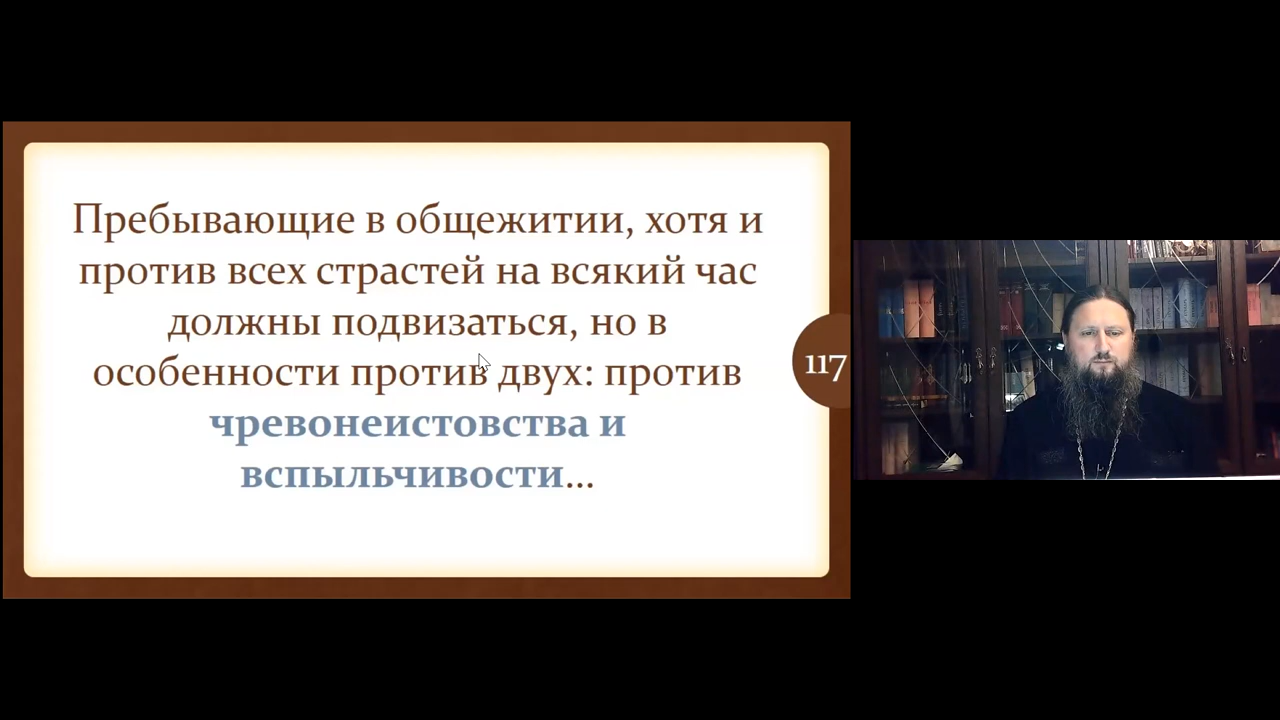 Пребывающие в общежитии, хотя и
против всех страстей на всякий час
должны подвизаться, но в
особенности против двух: против
чревонеистовства и
вспыльчивости...
117